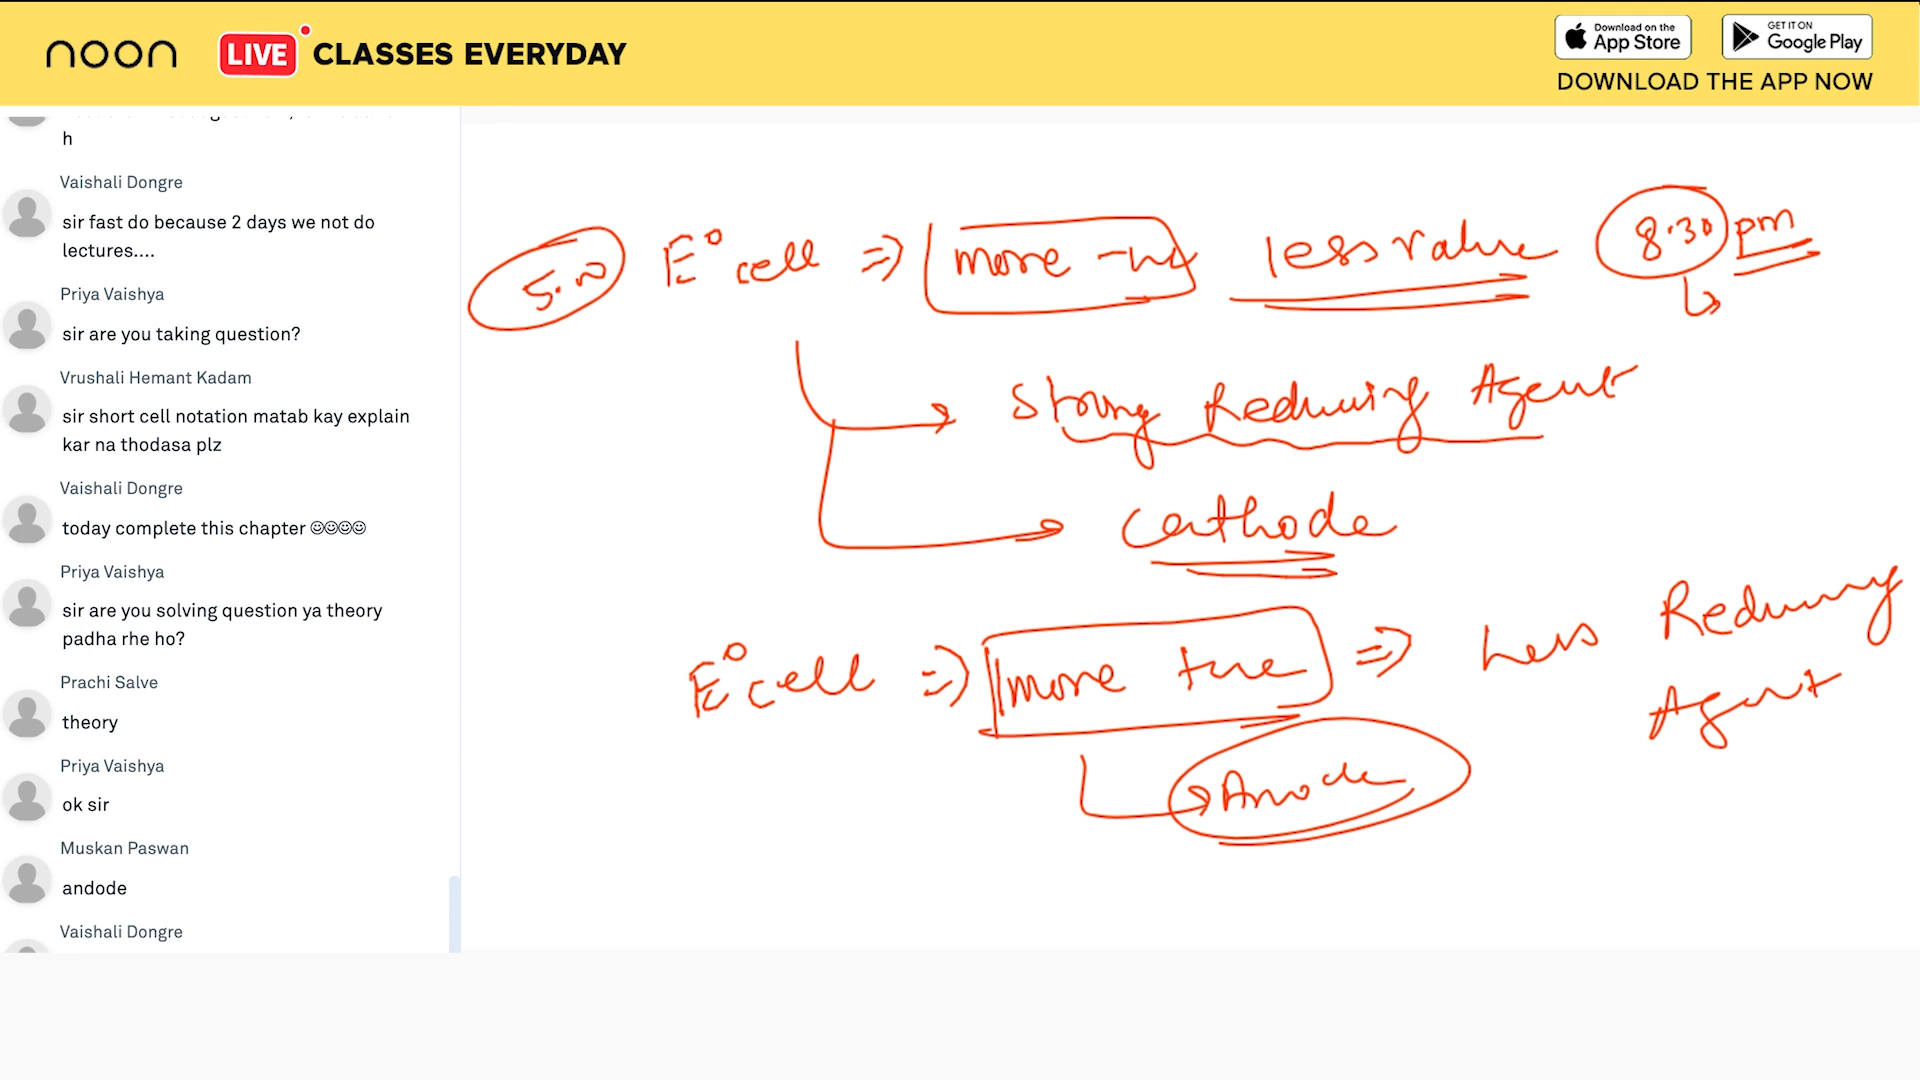 noon LIVE CLASSES EVERYDAY
Download on the App Store
GET IT ON Google Play
DOWNLOAD THE APP NOW
h
Vaishali Dongre
sir fast do because 2 days we not do
lectures....
Priya Vaishya
sir are you taking question?
Vrushali Hemant Kadam
sir short cell notation matab kay explain
kar na thodasa plz
Vaishali Dongre
today complete this chapter ☺☺☺☺
Priya Vaishya
sir are you solving question ya theory
padha rhe ho?
Prachi Salve
theory
Priya Vaishya
ok sir
Muskan Paswan
andode
Vaishali Dongre
E° cell ⇒ more -ve less value 8.30 pm
Strong Reducing Agent
Cathode
E° cell ⇒ more +ve ⇒ Less Reducing
Agent
Anode